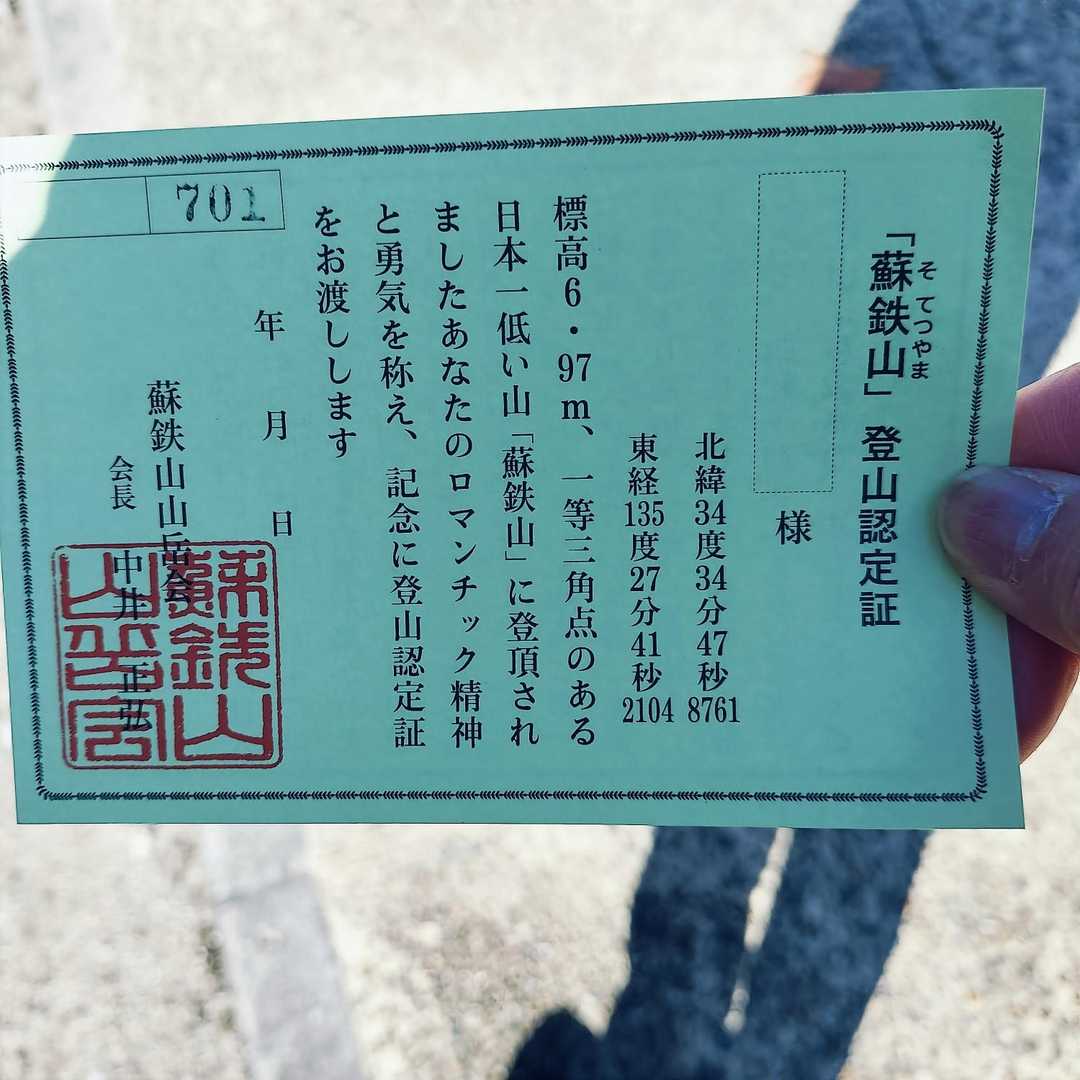 「蘇鉄山」登山認定証
そてつやま
様
北緯34度34分47秒8761
東経135度27分41秒2104
標高6・97m、一等三角点のある
日本一低い山「蘇鉄山」に登頂され
ましたあなたのロマンチック精神
と勇気を称え、記念に登山認定証
をお渡しします
年 月 日
蘇鉄山山岳会
会長 中井 正弘
701
蘇鉄山
山岳会